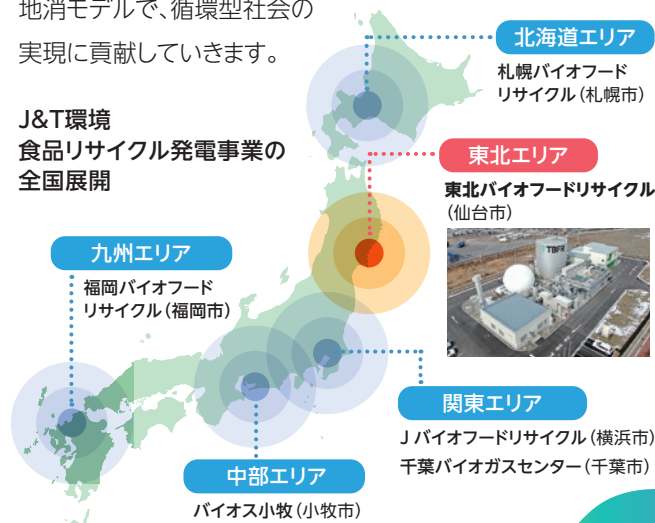 地消モデルで、循環型社会の
実現に貢献していきます。
J&T環境
食品リサイクル発電事業の
全国展開
北海道エリア
札幌バイオフード
リサイクル（札幌市）
東北エリア
東北バイオフードリサイクル
（仙台市）
TBFR
九州エリア
福岡バイオフード
リサイクル（福岡市）
関東エリア
J バイオフードリサイクル（横浜市）
千葉バイオガスセンター（千葉市）
中部エリア
バイオス小牧（小牧市）